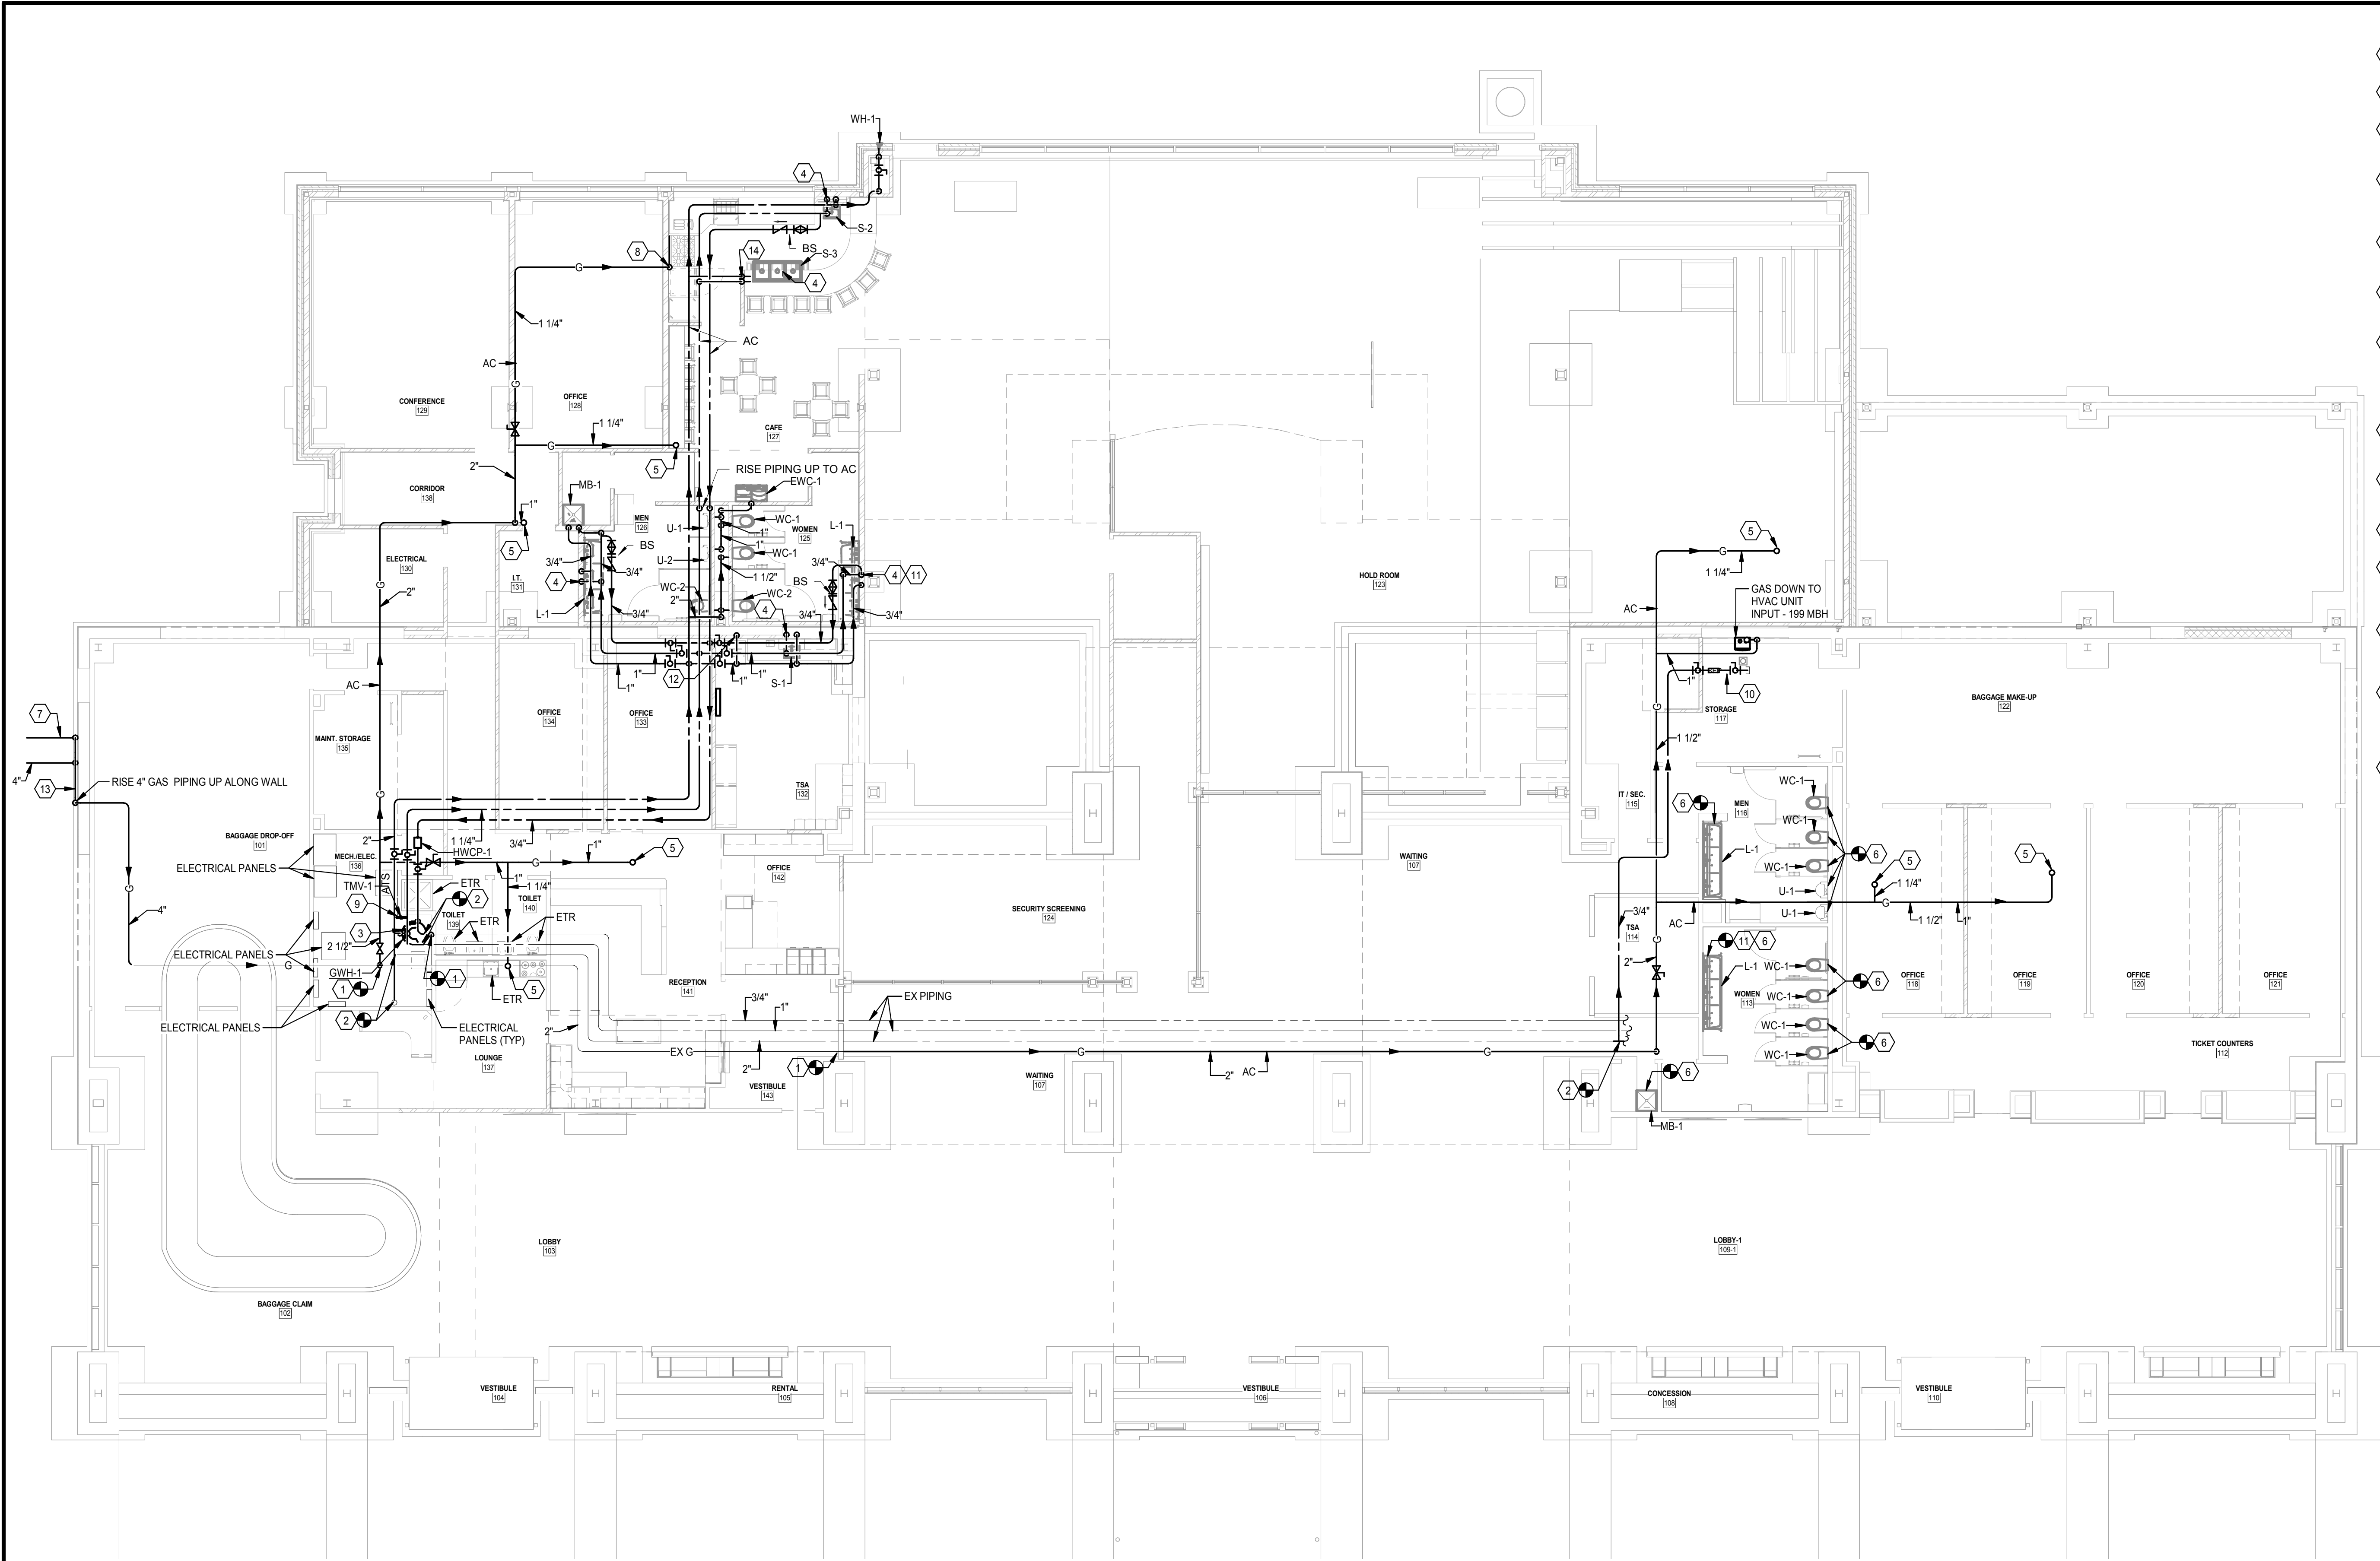 WH-1
4
S-2
BS
S-3
14
4
8
G
1 1/4"
AC
AC
G
CONFERENCE
129
OFFICE
128
1 1/4"
G
CAFE
127
5
2"
RISE PIPING UP TO AC
EWC-1
CORRIDOR
138
MB-1
1"
MEN
126
U-1
WC-1
1"
WOMEN
125
L-1
5
5
G
1 1/4"
ELECTRICAL
130
BS
3/4"
3/4"
U-2
1"
WC-1
3/4"
I.T.
131
4
1 1/2"
BS
4
11
HOLD ROOM
123
G
2"
WC-2
2"
WC-2
4
L-1
3/4"
3/4"
3/4"
AC
GAS DOWN TO
HVAC UNIT
INPUT - 199 MBH
1"
1"
12
1"
1"
S-1
1"
10
AC
BAGGAGE MAKE-UP
122
7
OFFICE
134
OFFICE
133
G
STORAGE
117
MAINT. STORAGE
135
1 1/2"
4"
13
RISE 4" GAS  PIPING UP ALONG WALL
G
TSA
132
WC-1
IT / SEC.
115
6
MEN
116
WC-1
BAGGAGE DROP-OFF
101
2"
1 1/4"
3/4"
1"
HWCP-1
5
G
MECH./ELEC.
136
1"
ELECTRICAL PANELS
ATS
TMV-1
ETR
1 1/4"
OFFICE
142
WAITING
107
L-1
WC-1
6
5
5
G
2
TOILET
140
U-1
1 1/4"
4"
9
TOILET
139
ETR
ETR
G
AC
1 1/2"
1"
3/4"
U-1
SECURITY SCREENING
124
TSA
114
3
2 1/2"
ELECTRICAL PANELS
G
GWH-1
1
1
5
ETR
RECEPTION
141
11
6
G
2"
L-1
WC-1
6
OFFICE
118
OFFICE
119
OFFICE
120
OFFICE
121
WOMEN
113
WC-1
ELECTRICAL PANELS
2
ELECTRICAL
PANELS (TYP)
3/4"
1"
EX PIPING
2"
WC-1
6
LOUNGE
137
EX G
G
G
WC-1
TICKET COUNTERS
112
2"
1
2"
AC
VESTIBULE
143
WAITING
107
2
6
MB-1
LOBBY
103
LOBBY-1
109-1
BAGGAGE CLAIM
102
VESTIBULE
104
RENTAL
105
VESTIBULE
106
CONCESSION
108
VESTIBULE
110